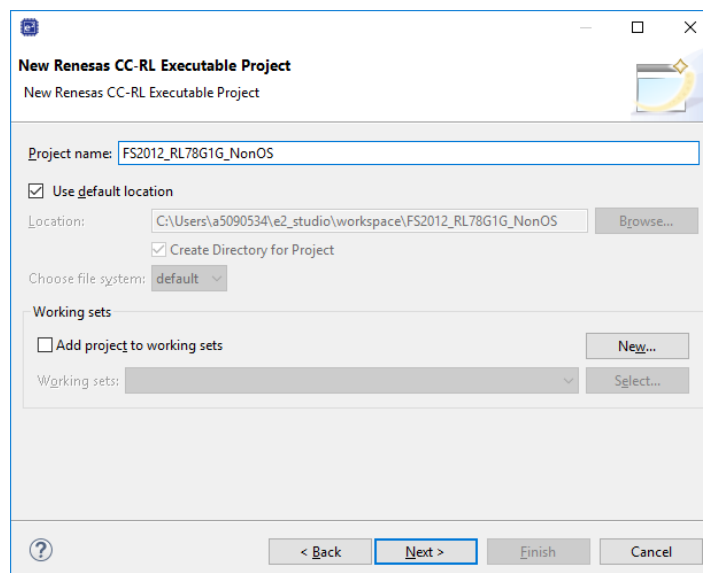 New Renesas CC-RL Executable Project
New Renesas CC-RL Executable Project
Project name: FS2012_RL78G1G_NonOS
Use default location
Location: C:\Users\a5090534\e2_studio\workspace\FS2012_RL78G1G_NonOS Browse...
Create Directory for Project
Choose file system: default
Working sets
Add project to working sets New...
Working sets: Select...
? < Back Next > Finish Cancel